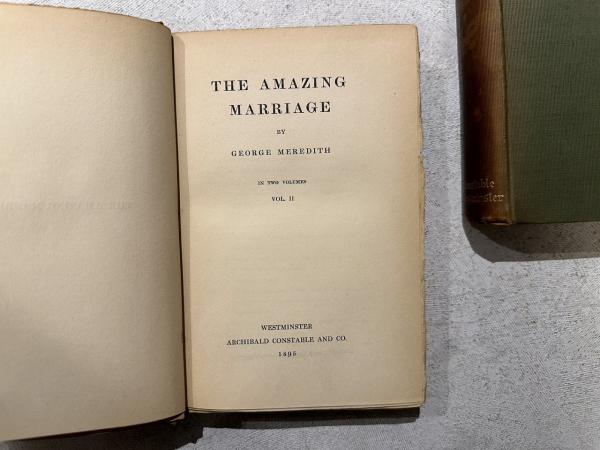 THE AMAZING
MARRIAGE
BY
GEORGE MEREDITH
IN TWO VOLUMES
VOL. II
WESTMINSTER
ARCHIBALD CONSTABLE AND CO.
1895